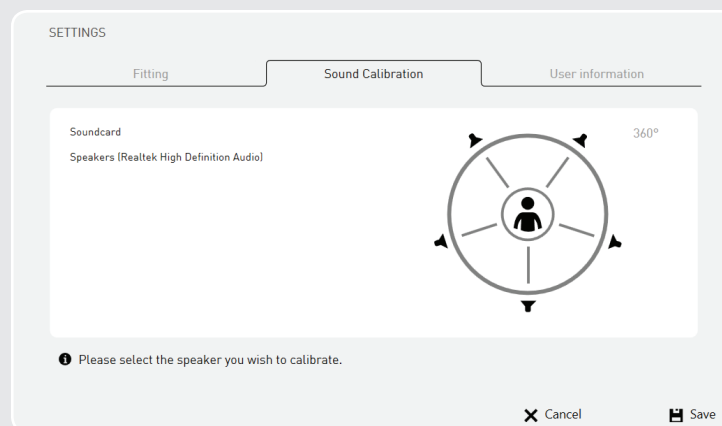 SETTINGS
Fitting
Sound Calibration
User information
Soundcard
360°
Speakers (Realtek High Definition Audio)
Please select the speaker you wish to calibrate.
Cancel
Save